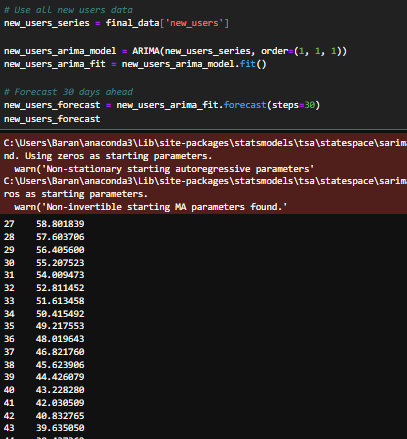 # Use all new users data
new_users_series = final_data['new_users']
new_users_arima_model = ARIMA(new_users_series, order=(1, 1, 1))
new_users_arima_fit = new_users_arima_model.fit()
# Forecast 30 days ahead
new_users_forecast = new_users_arima_fit.forecast(steps=30)
new_users_forecast
C:\Users\Baran\anaconda3\Lib\site-packages\statsmodels\tsa\statespace\sarima
nd. Using zeros as starting parameters.
warn('Non-stationary starting autoregressive parameters'
C:\Users\Baran\anaconda3\Lib\site-packages\statsmodels\tsa\statespace\sarima
ros as starting parameters.
warn('Non-invertible starting MA parameters found.'
27 58.801839
28 57.603706
29 56.405600
30 55.207523
31 54.009473
32 52.811452
33 51.613458
34 50.415492
35 49.217553
36 48.019643
37 46.821760
38 45.623906
39 44.426079
40 43.228280
41 42.030509
42 40.832765
43 39.635050